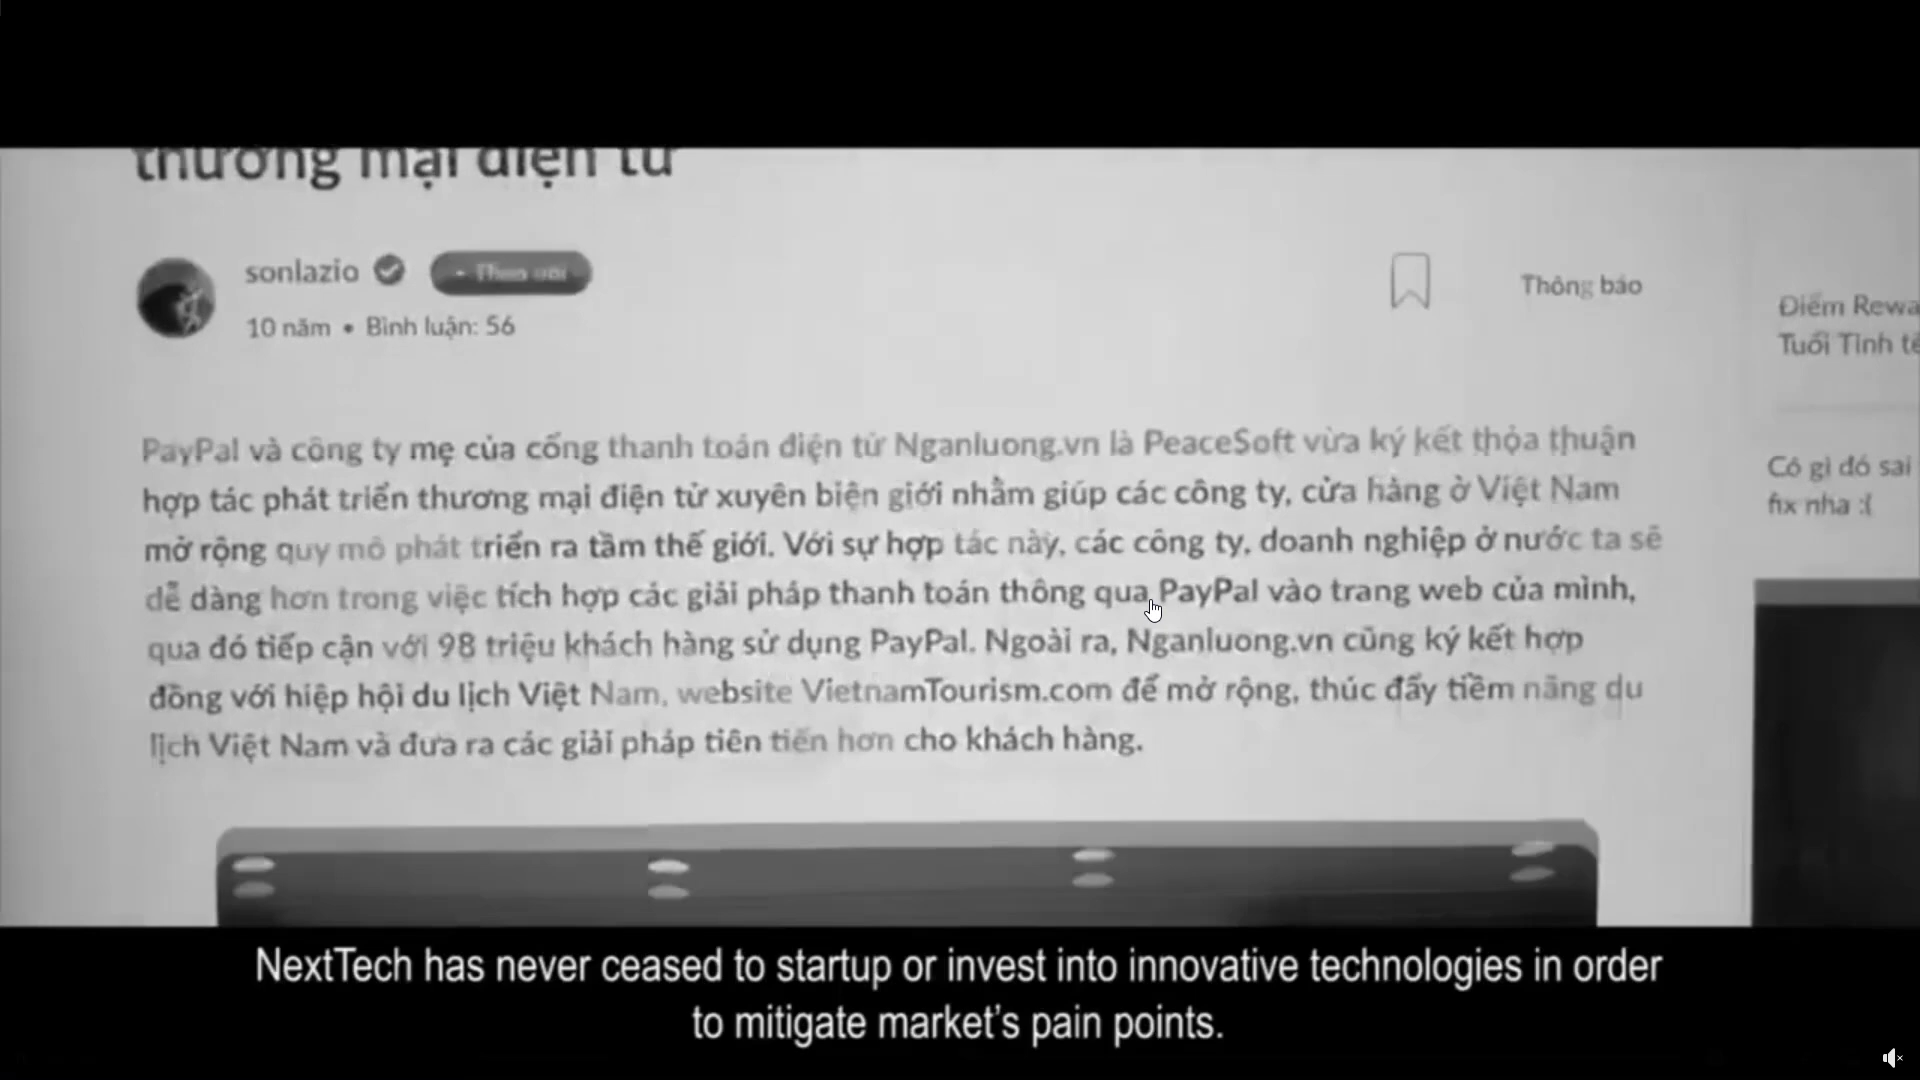 thương mại điện tử
sonlazio
Theo dõi
10 năm • Bình luận: 56
Thông báo
Điểm Rewa
Tuổi Tinh tế
Có gì đó sai
fix nha :(
PayPal và công ty mẹ của cổng thanh toán điện tử Nganluong.vn là PeaceSoft vừa ký kết thỏa thuận
hợp tác phát triển thương mại điện tử xuyên biên giới nhằm giúp các công ty, cửa hàng ở Việt Nam
mở rộng quy mô phát triển ra tầm thế giới. Với sự hợp tác này, các công ty, doanh nghiệp ở nước ta sẽ
dễ dàng hơn trong việc tích hợp các giải pháp thanh toán thông qua PayPal vào trang web của mình,
qua đó tiếp cận với 98 triệu khách hàng sử dụng PayPal. Ngoài ra, Nganluong.vn cũng ký kết hợp
đồng với hiệp hội du lịch Việt Nam, website VietnamTourism.com để mở rộng, thúc đẩy tiềm năng du
lịch Việt Nam và đưa ra các giải pháp tiên tiến hơn cho khách hàng.
NextTech has never ceased to startup or invest into innovative technologies in order
to mitigate market's pain points.